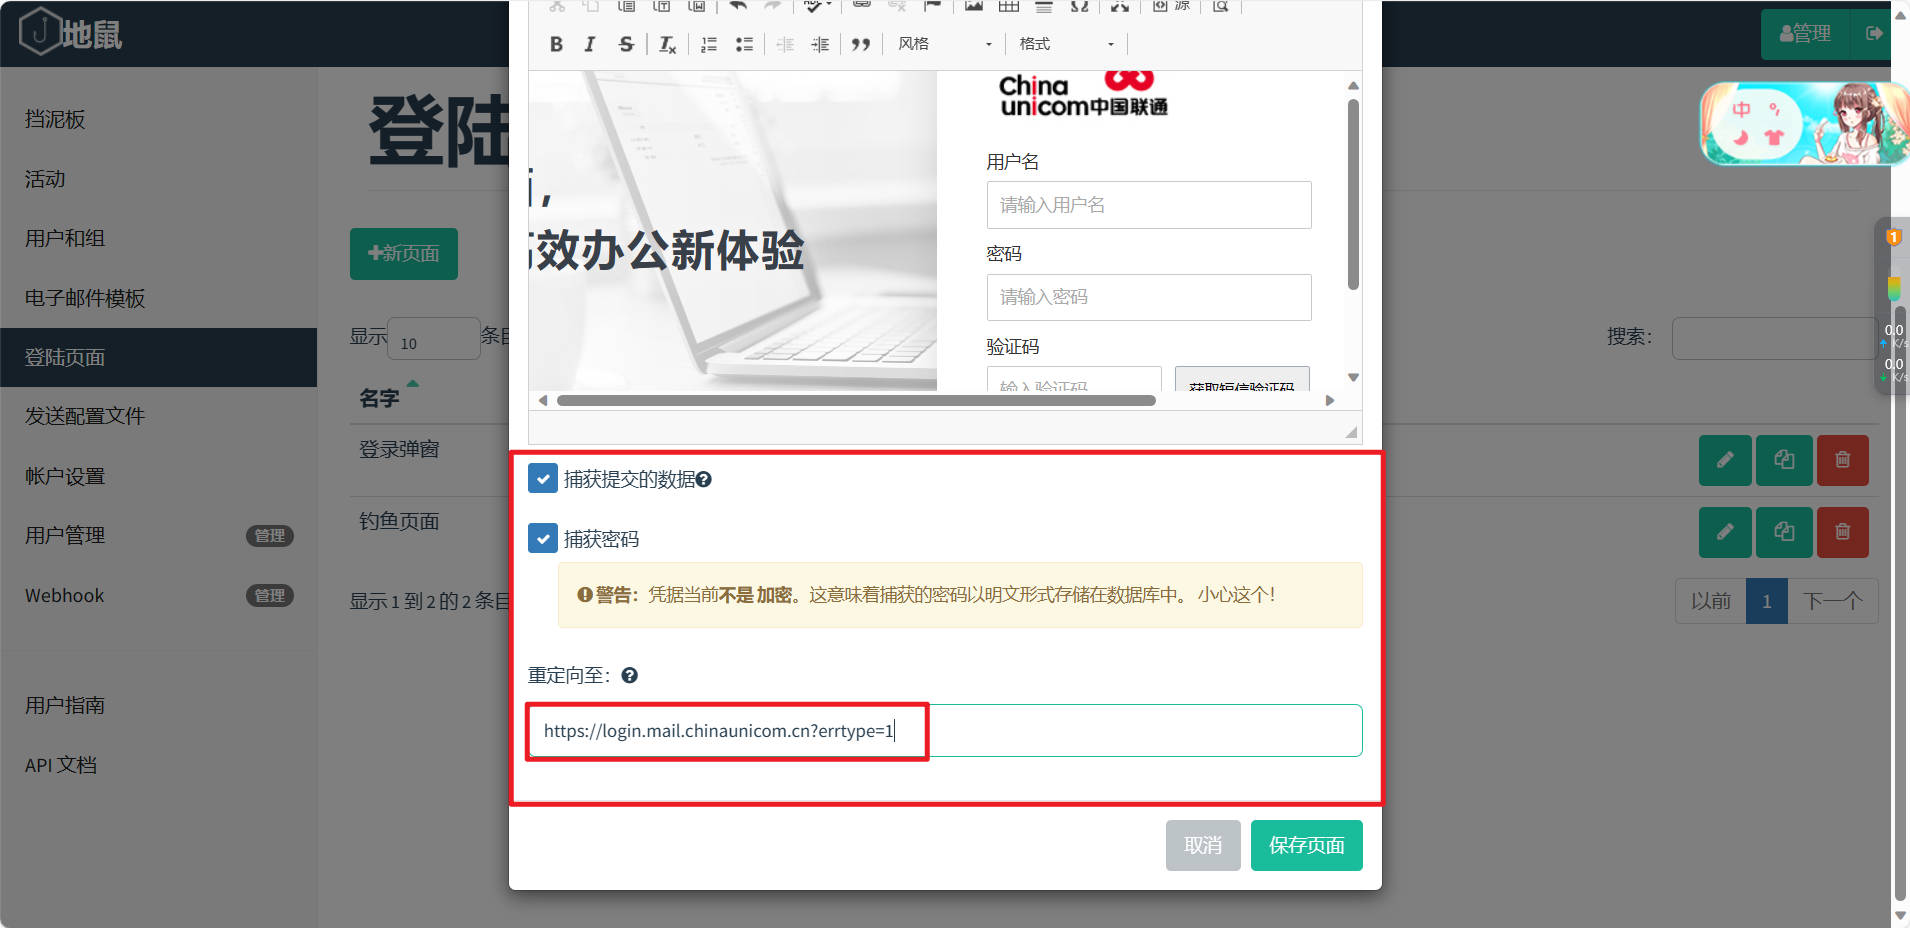 地鼠
管理
源
风格
格式
B I S Tx
挡泥板
活动
用户和组
电子邮件模板
登陆页面
发送配置文件
帐户设置
用户管理 管理
Webhook 管理
用户指南
API 文档
登陆
新页面
显示 10 条目
搜索：
名字
登录弹窗
钓鱼页面
显示 1 到 2 的 2 条目
以前 1 下一个
效办公新体验
China
unicom中国联通
用户名
请输入用户名
密码
请输入密码
验证码
输入验证码 获取短信验证码
捕获提交的数据
捕获密码
警告：凭据当前不是 加密。这意味着捕获的密码以明文形式存储在数据库中。 小心这个！
重定向至：
https://login.mail.chinaunicom.cn?errtype=1
取消 保存页面
中
1
0.0
K/s
0.0
K/s